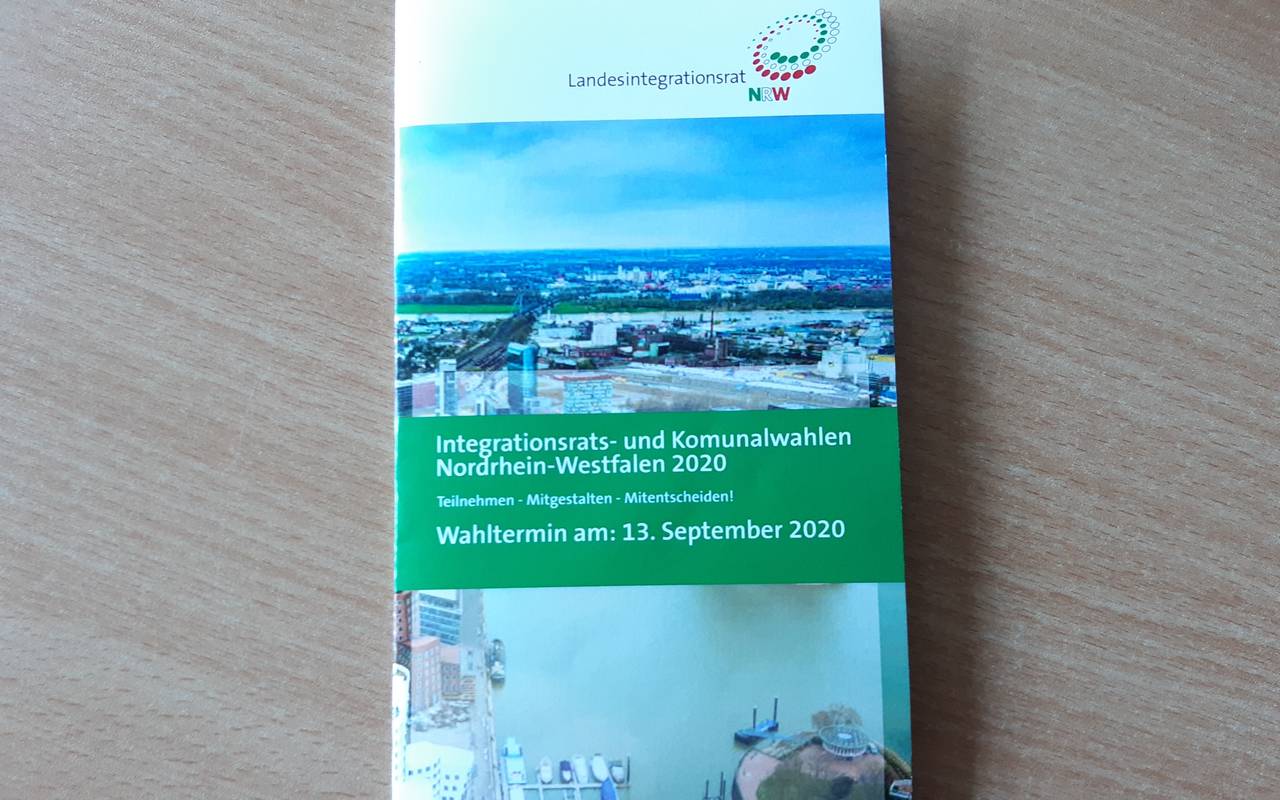 Landesintegrationsrat
NRW
Integrationsrats- und Komunalwahlen
Nordrhein-Westfalen 2020
Teilnehmen - Mitgestalten - Mitentscheiden!
Wahltermin am: 13. September 2020